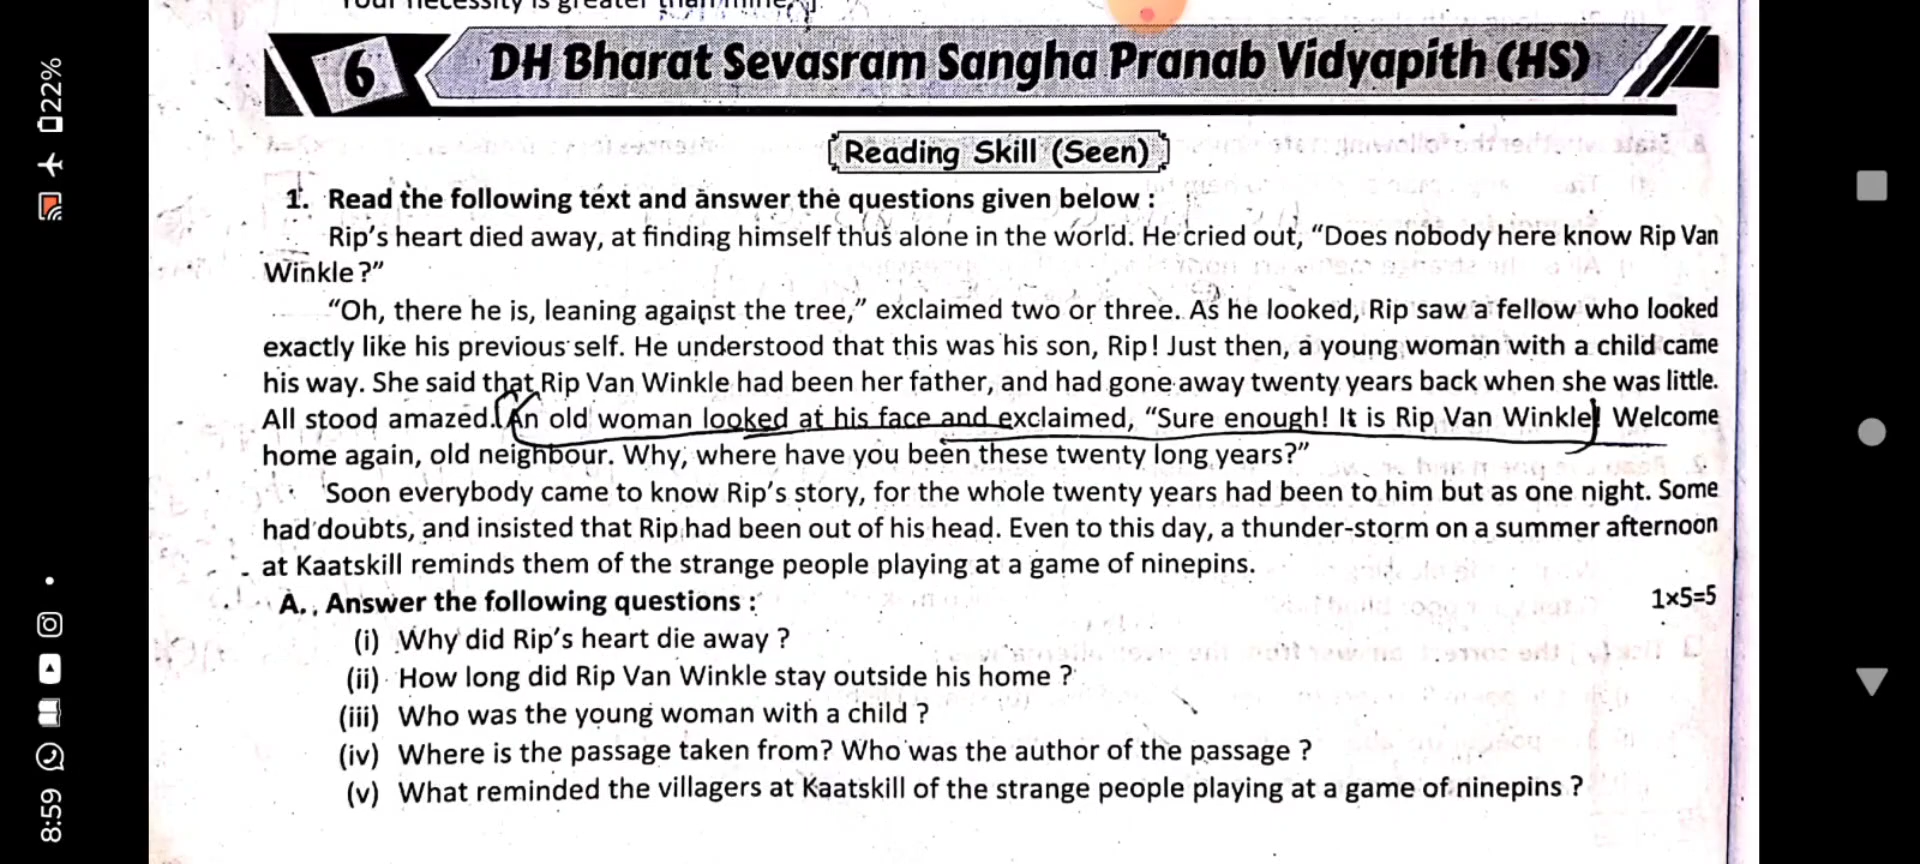 Your necessity is greater than mine.
6 DH Bharat Sevasram Sangha Pranab Vidyapith (HS)
Reading Skill (Seen)
1. Read the following text and answer the questions given below :
Rip's heart died away, at finding himself thus alone in the world. He cried out, “Does nobody here know Rip Van
Winkle?”
“Oh, there he is, leaning against the tree,” exclaimed two or three. As he looked, Rip saw a fellow who looked
exactly like his previous self. He understood that this was his son, Rip! Just then, a young woman with a child came
his way. She said that Rip Van Winkle had been her father, and had gone away twenty years back when she was little.
All stood amazed. An old woman looked at his face and exclaimed, “Sure enough! It is Rip Van Winkle! Welcome
home again, old neighbour. Why, where have you been these twenty long years?”
Soon everybody came to know Rip's story, for the whole twenty years had been to him but as one night. Some
had doubts, and insisted that Rip had been out of his head. Even to this day, a thunder-storm on a summer afternoon
at Kaatskill reminds them of the strange people playing at a game of ninepins.
A. Answer the following questions : 1×5=5
(i) Why did Rip's heart die away ?
(ii) How long did Rip Van Winkle stay outside his home ?
(iii) Who was the young woman with a child ?
(iv) Where is the passage taken from? Who was the author of the passage ?
(v) What reminded the villagers at Kaatskill of the strange people playing at a game of ninepins ?
8:59
22%